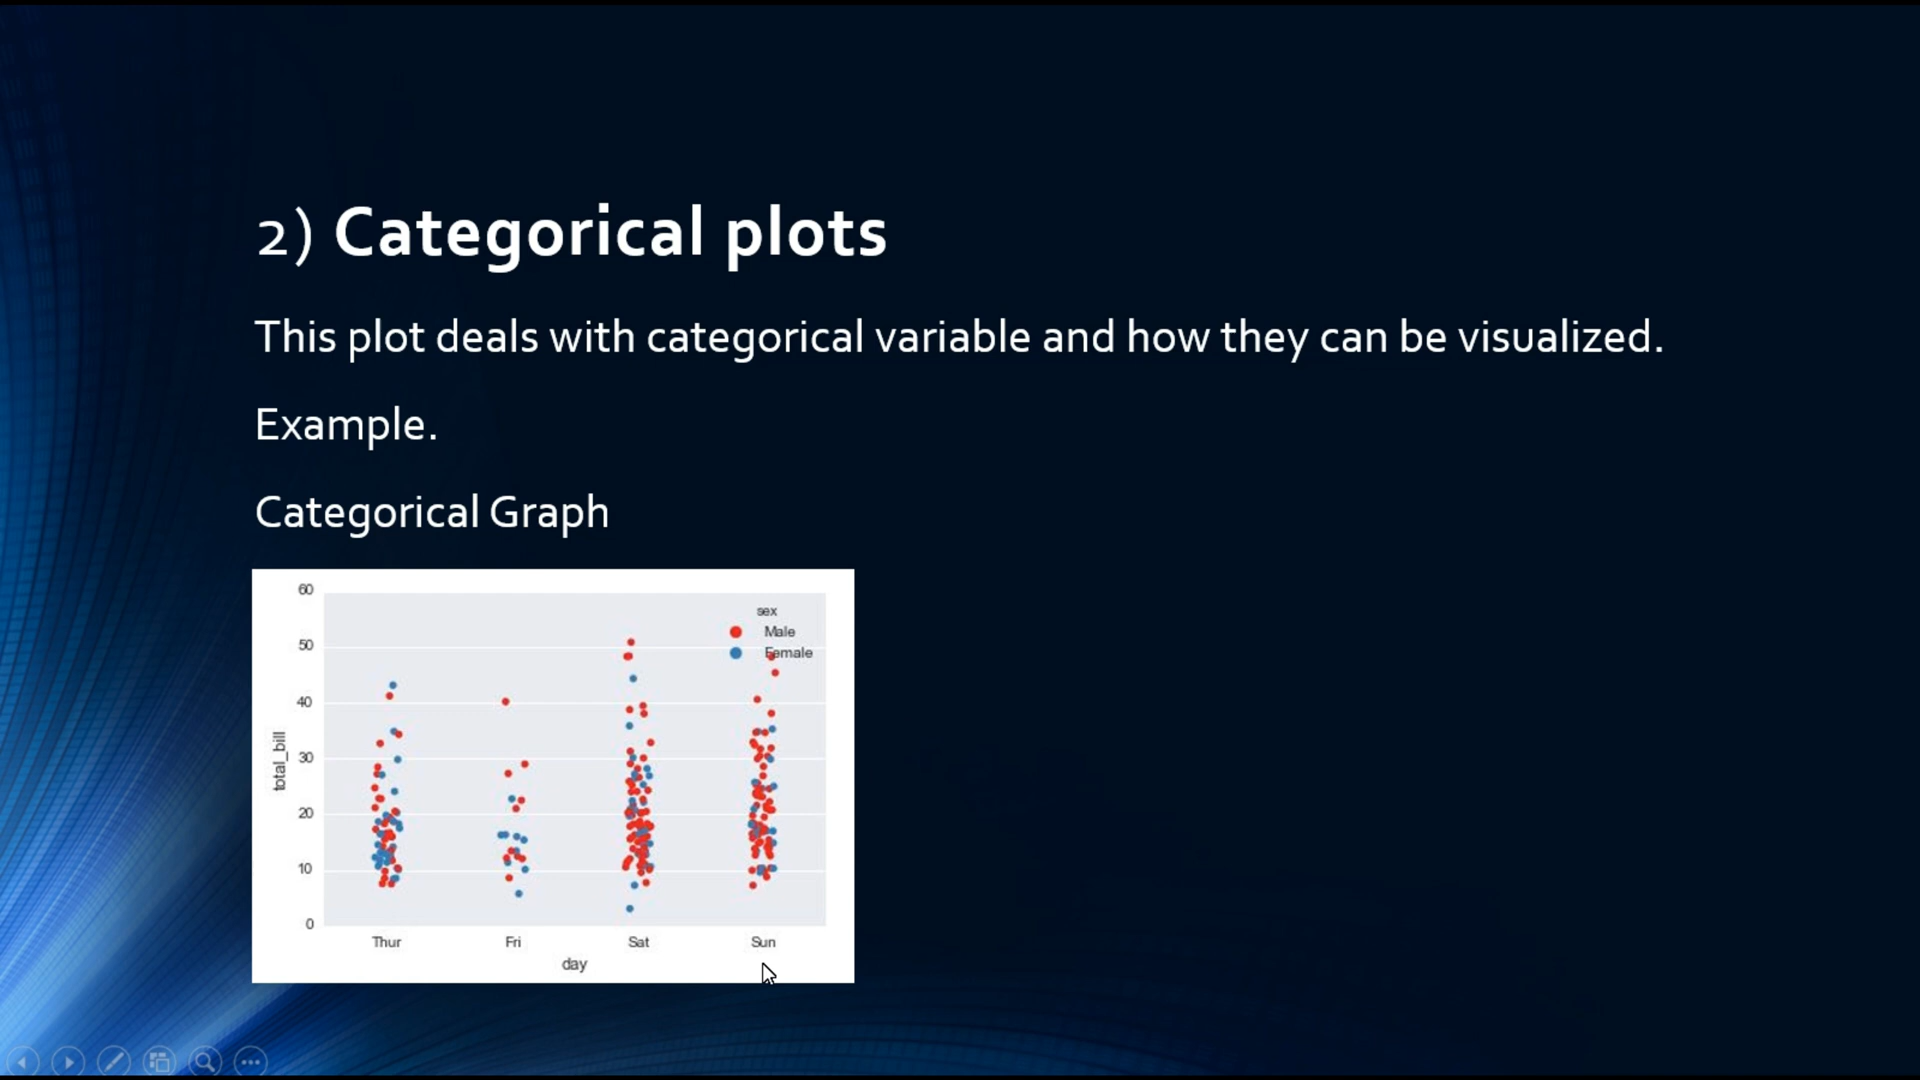 2) Categorical plots
This plot deals with categorical variable and how they can be visualized.
Example.
Categorical Graph
60
50
40
30
20
10
0
total_bill
sex
Male
Female
Thur Fri Sat Sun
day